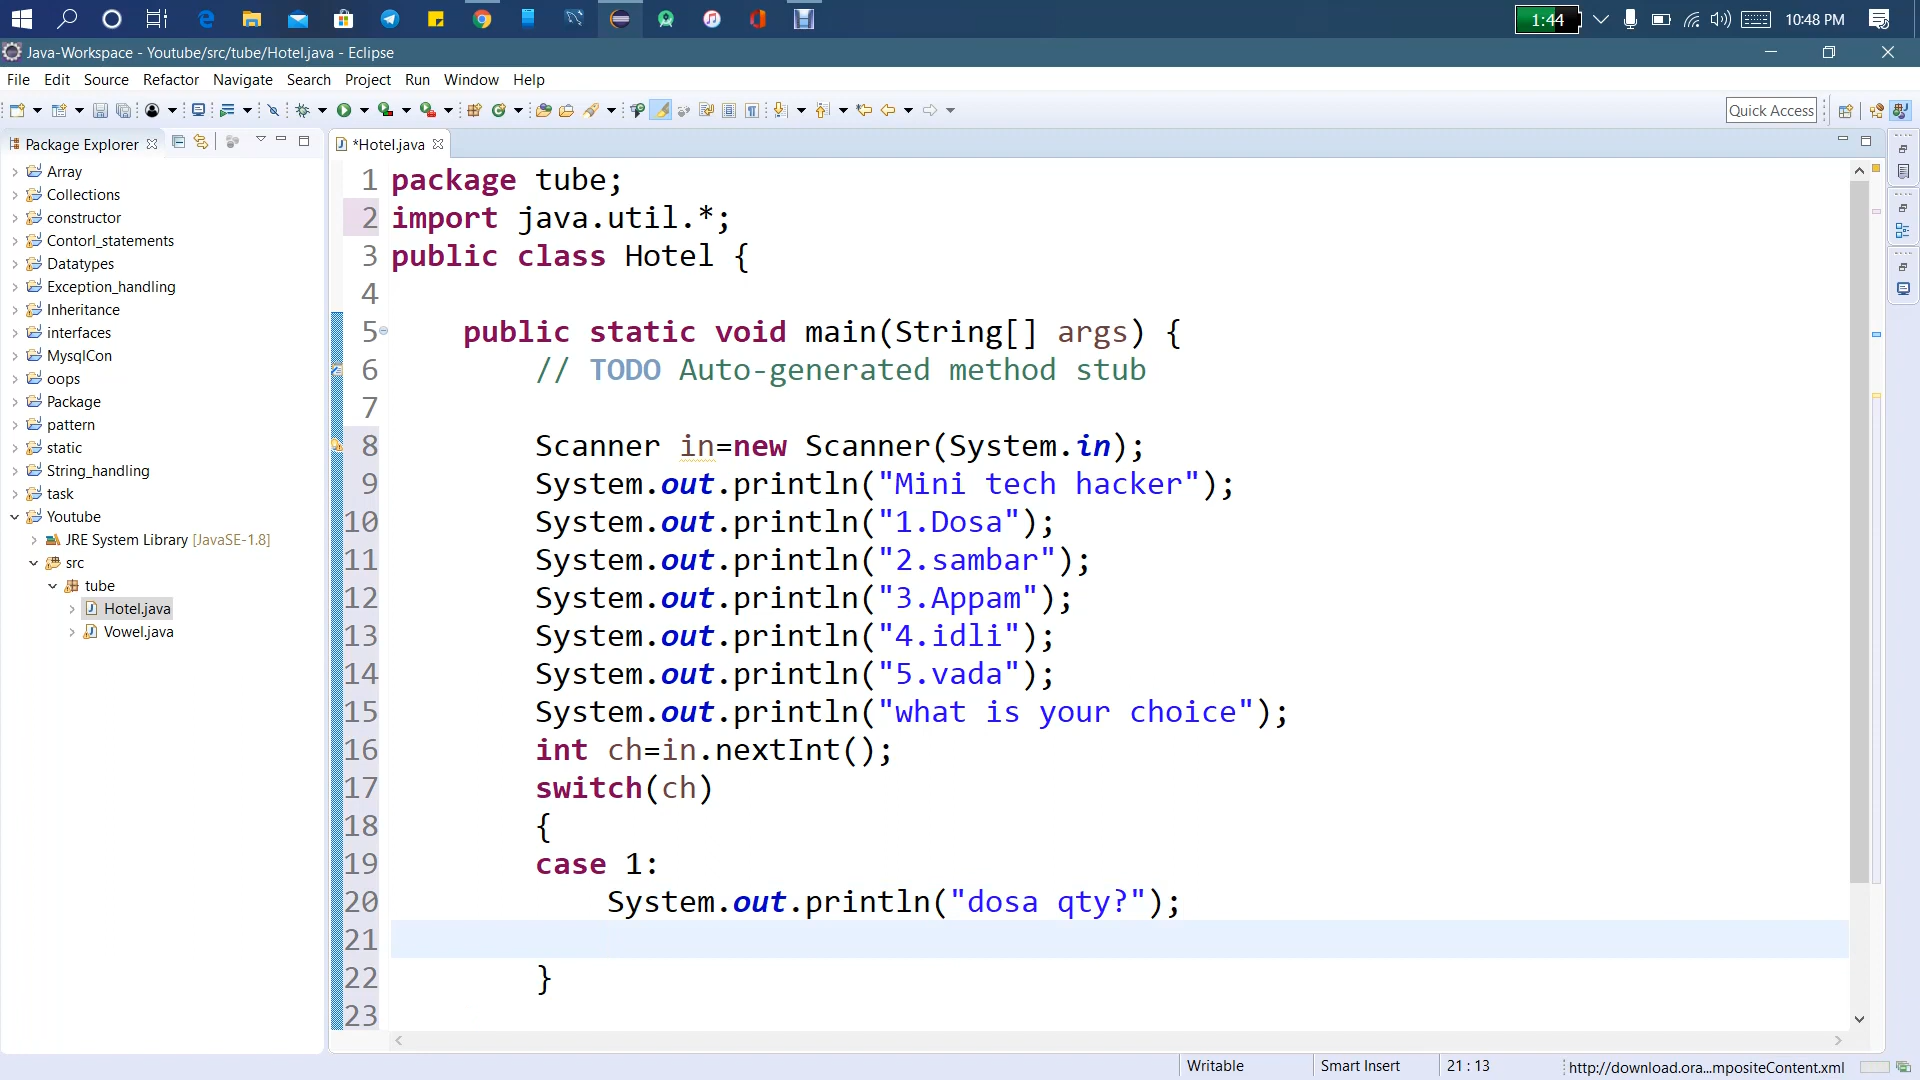 1:44
10:48 PM
Java-Workspace - Youtube/src/tube/Hotel.java - Eclipse
File Edit Source Refactor Navigate Search Project Run Window Help
Quick Access
Package Explorer
Array
Collections
constructor
Contorl_statements
Datatypes
Exception_handling
Inheritance
interfaces
MysqlCon
oops
Package
pattern
static
String_handling
task
Youtube
JRE System Library [JavaSE-1.8]
src
tube
Hotel.java
Vowel.java
*Hotel.java
1 package tube;
2 import java.util.*;
3 public class Hotel {
4
5 public static void main(String[] args) {
6 // TODO Auto-generated method stub
7
8 Scanner in=new Scanner(System.in);
9 System.out.println("Mini tech hacker");
10 System.out.println("1.Dosa");
11 System.out.println("2.sambar");
12 System.out.println("3.Appam");
13 System.out.println("4.idli");
14 System.out.println("5.vada");
15 System.out.println("what is your choice");
16 int ch=in.nextInt();
17 switch(ch)
18 {
19 case 1:
20 System.out.println("dosa qty?");
21
22 }
23
Writable Smart Insert 21 : 13 http://download.ora...mpositeContent.xml